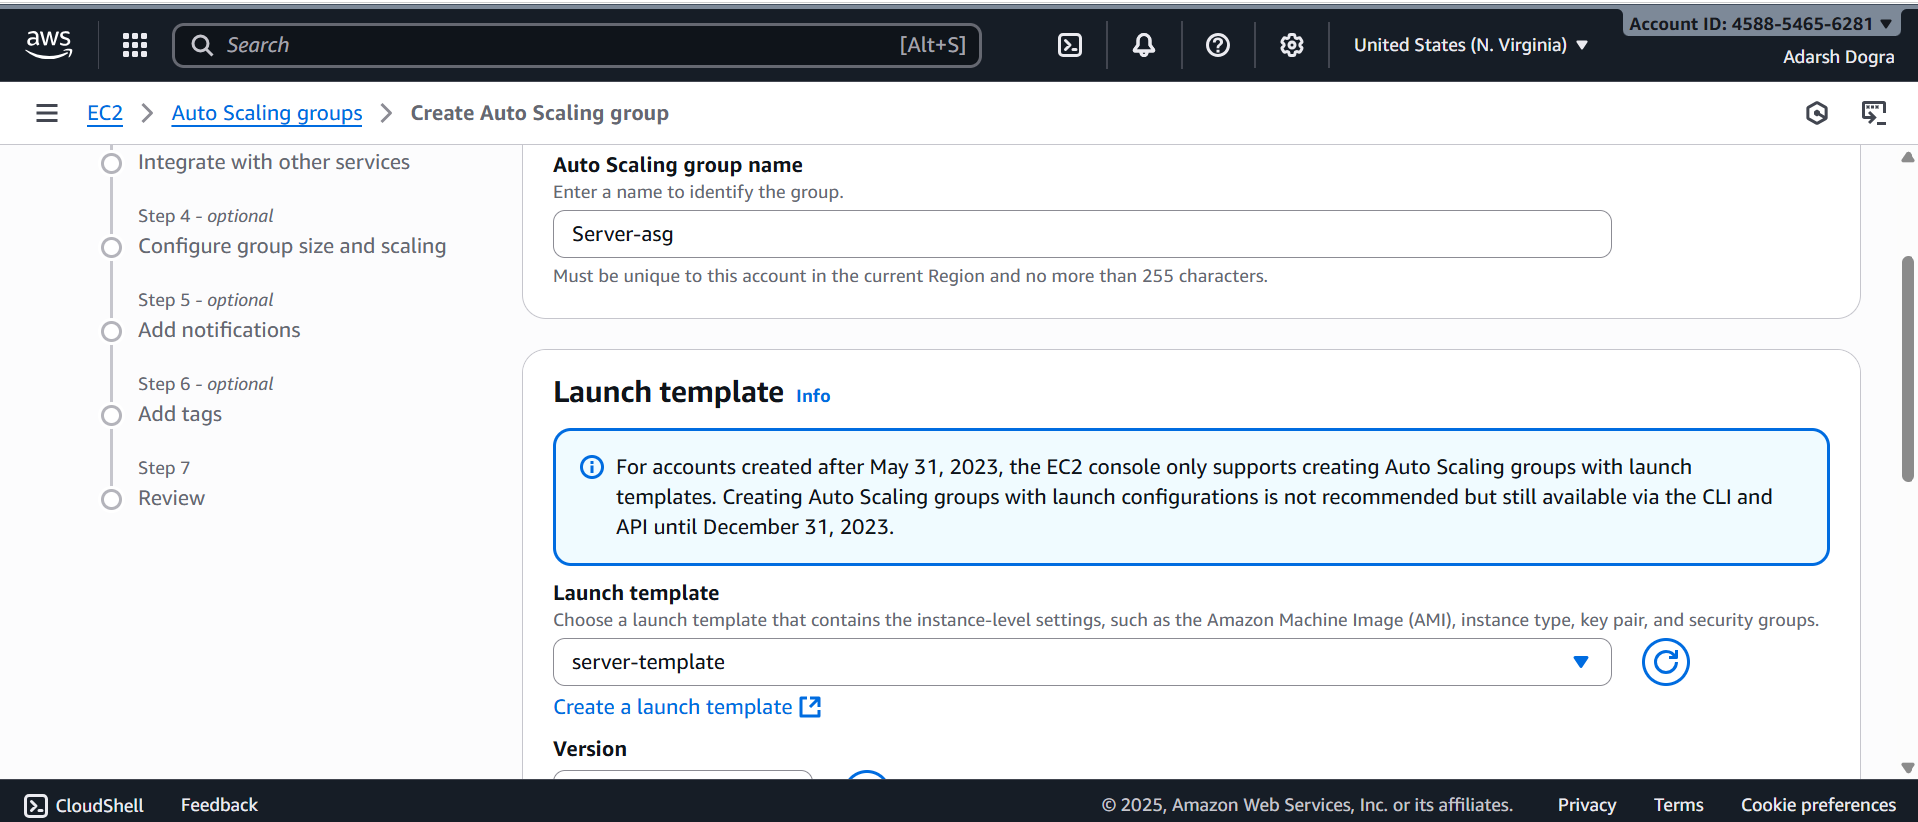 aws
Search
[Alt+S]
United States (N. Virginia)
Account ID: 4588-5465-6281
Adarsh Dogra
EC2
Auto Scaling groups
Create Auto Scaling group
Integrate with other services
Step 4 - optional
Configure group size and scaling
Step 5 - optional
Add notifications
Step 6 - optional
Add tags
Step 7
Review
Auto Scaling group name
Enter a name to identify the group.
Server-asg
Must be unique to this account in the current Region and no more than 255 characters.
Launch template Info
For accounts created after May 31, 2023, the EC2 console only supports creating Auto Scaling groups with launch
templates. Creating Auto Scaling groups with launch configurations is not recommended but still available via the CLI and
API until December 31, 2023.
Launch template
Choose a launch template that contains the instance-level settings, such as the Amazon Machine Image (AMI), instance type, key pair, and security groups.
server-template
Create a launch template
Version
CloudShell
Feedback
© 2025, Amazon Web Services, Inc. or its affiliates.
Privacy
Terms
Cookie preferences